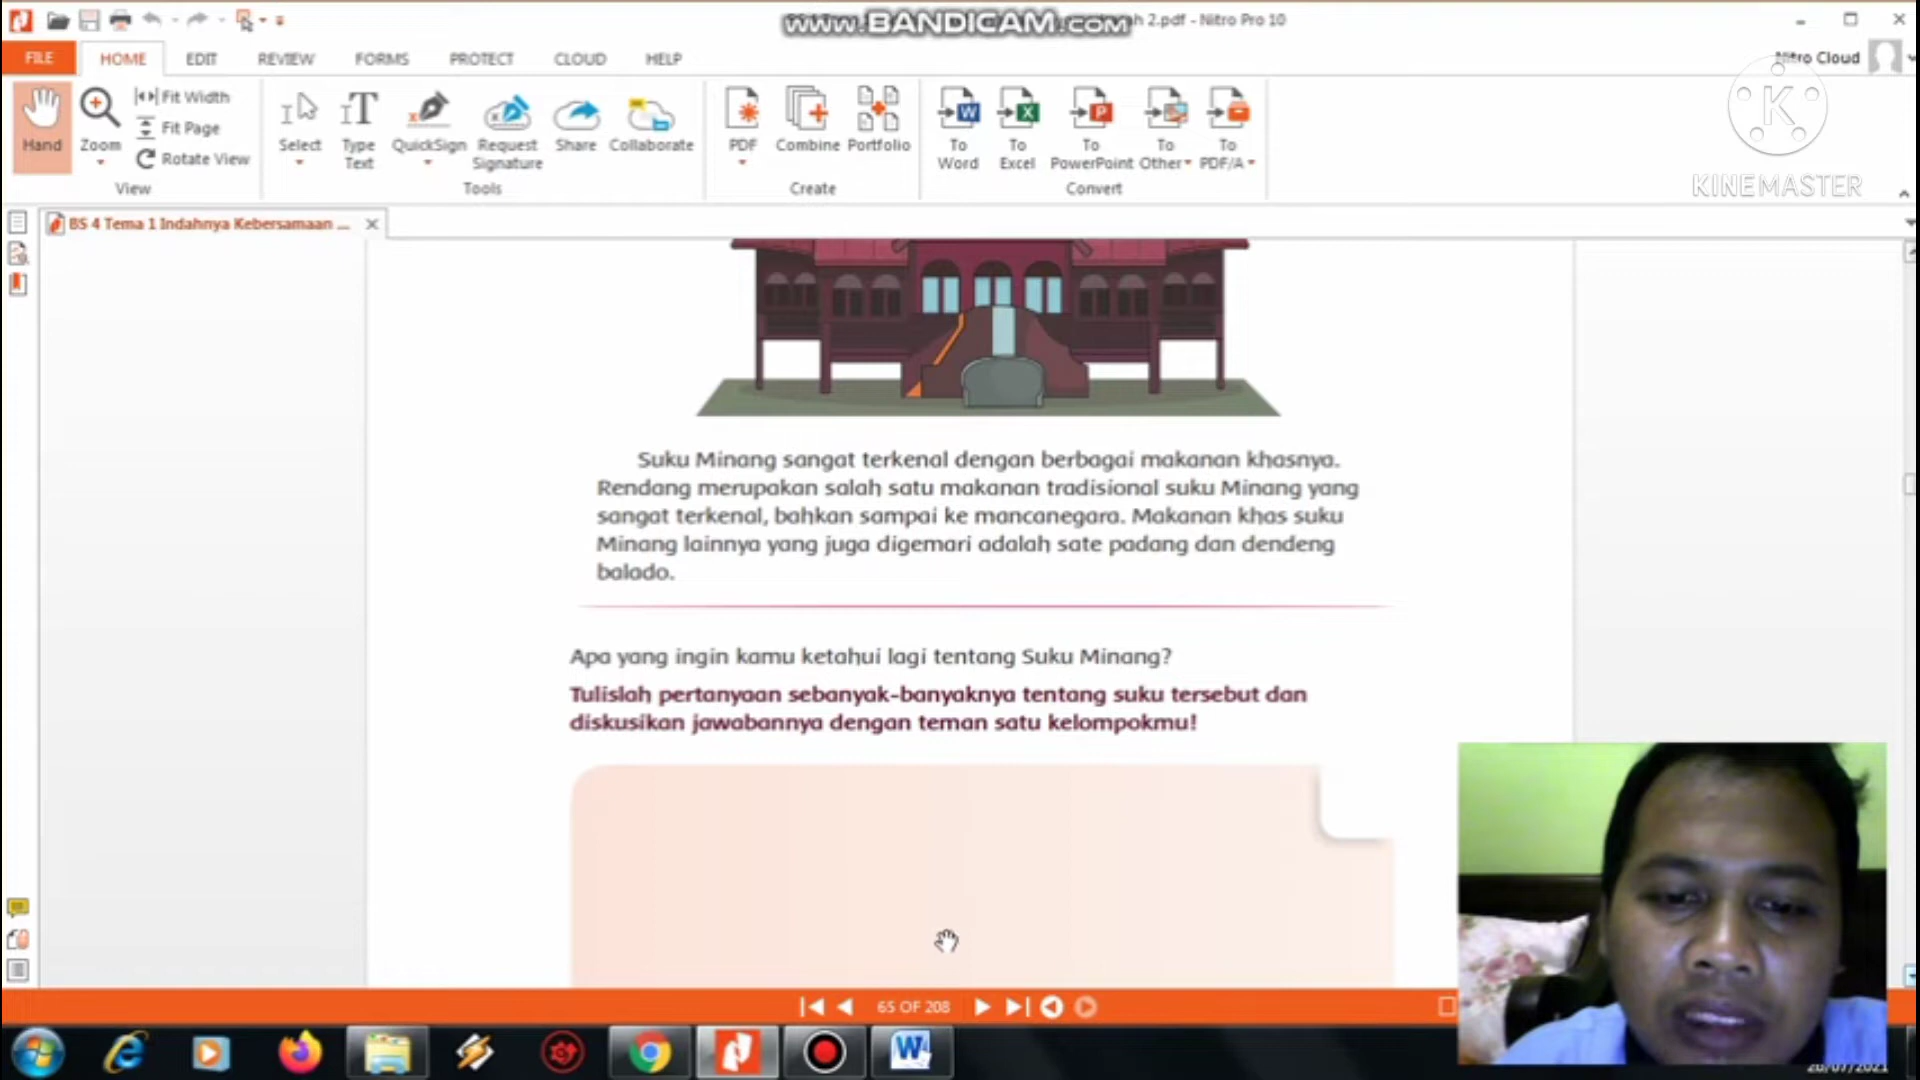 www.BANDICAM.com
2.pdf - Nitro Pro 10
FILE HOME EDIT REVIEW FORMS PROTECT CLOUD HELP
Nitro Cloud
Hand
Zoom
Fit Width
Fit Page
Rotate View
View
Select
Type Text
QuickSign
Request Signature
Share
Collaborate
Tools
PDF
Combine
Portfolio
Create
To Word
To Excel
To PowerPoint
To Other
To PDF/A
Convert
K
KINEMASTER
BS 4 Tema 1 Indahnya Kebersamaan ...
Suku Minang sangat terkenal dengan berbagai makanan khasnya.
Rendang merupakan salah satu makanan tradisional suku Minang yang
sangat terkenal, bahkan sampai ke mancanegara. Makanan khas suku
Minang lainnya yang juga digemari adalah sate padang dan dendeng
balado.
Apa yang ingin kamu ketahui lagi tentang Suku Minang?
Tulislah pertanyaan sebanyak-banyaknya tentang suku tersebut dan
diskusikan jawabannya dengan teman satu kelompokmu!
65 OF 208